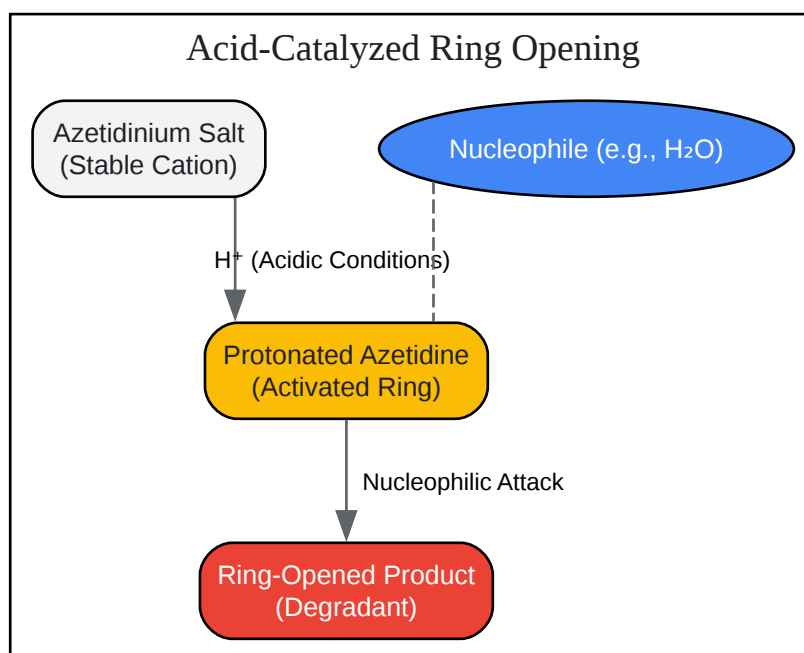 Acid-Catalyzed Ring Opening
Azetidinium Salt
(Stable Cation)
Nucleophile (e.g., H₂O)
H⁺ (Acidic Conditions)
Protonated Azetidine
(Activated Ring)
Nucleophilic Attack
Ring-Opened Product
(Degradant)